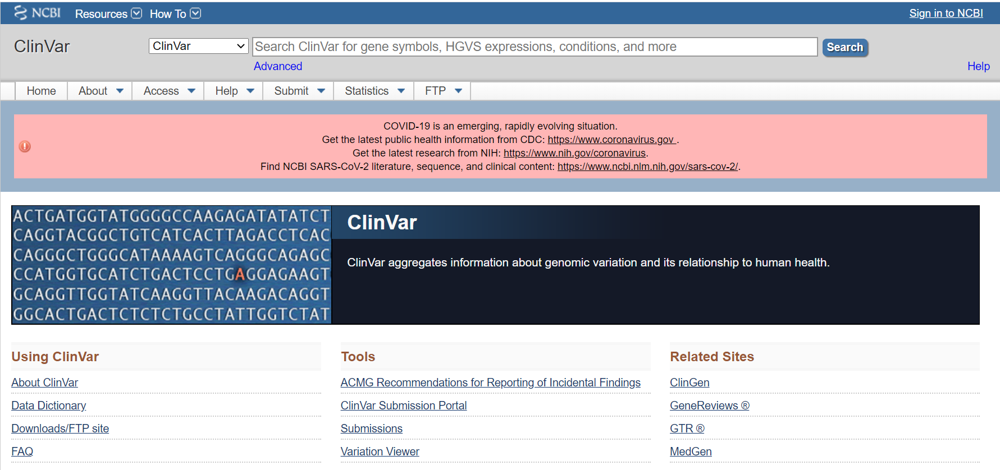 NCBI Resources How To Sign in to NCBI
ClinVar ClinVar Search ClinVar for gene symbols, HGVS expressions, conditions, and more Search
Advanced Help
Home About Access Help Submit Statistics FTP
COVID-19 is an emerging, rapidly evolving situation.
Get the latest public health information from CDC: https://www.coronavirus.gov .
Get the latest research from NIH: https://www.nih.gov/coronavirus.
Find NCBI SARS-CoV-2 literature, sequence, and clinical content: https://www.ncbi.nlm.nih.gov/sars-cov-2/.
ACTGATGGTATGGGGCCAAGAGATATATCT
CAGGTACGGCTGTCATCACTTAGACCTCAC
CAGGGCTGGGCATAAAAGTCAGGGCAGAGC
CCATGGTGCATCTGACTCCTGAGGAGAAGT
GCAGGTTGGTATCAAGGTTACAAGACAGGT
GGCACTGACTCTCTCTGCCTATTGGTCTAT
ClinVar
ClinVar aggregates information about genomic variation and its relationship to human health.
Using ClinVar
About ClinVar
Data Dictionary
Downloads/FTP site
FAQ
Tools
ACMG Recommendations for Reporting of Incidental Findings
ClinVar Submission Portal
Submissions
Variation Viewer
Related Sites
ClinGen
GeneReviews ®
GTR ®
MedGen